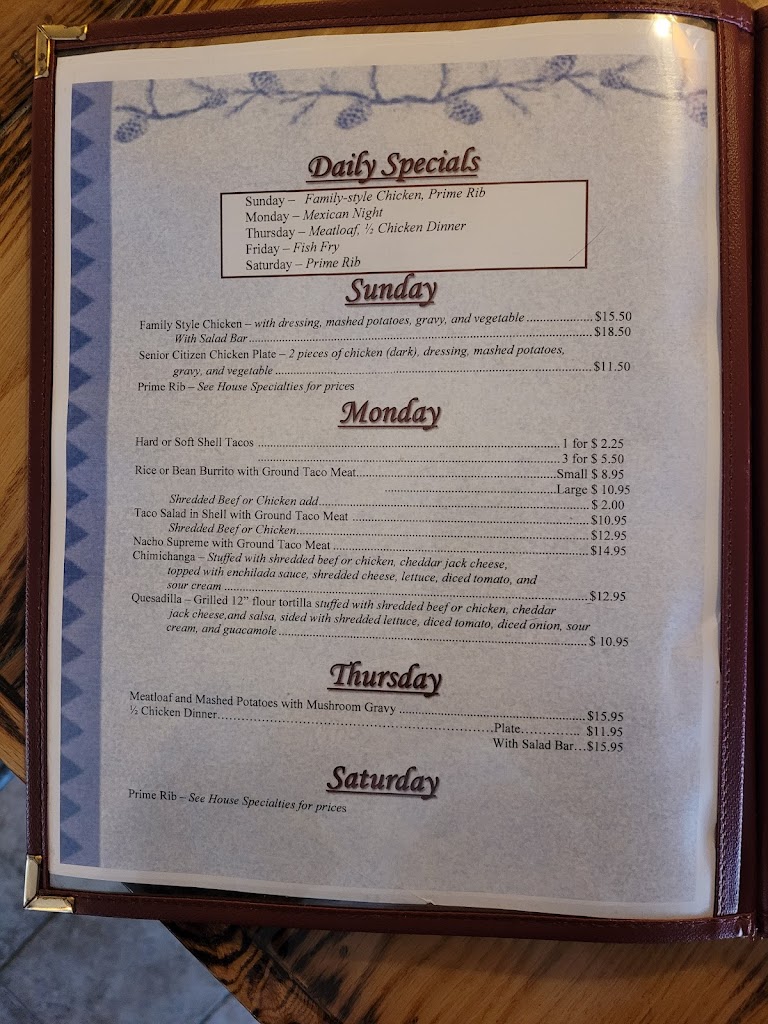 Daily Specials
Sunday – Family-style Chicken, Prime Rib
Monday – Mexican Night
Thursday – Meatloaf, ½ Chicken Dinner
Friday – Fish Fry
Saturday – Prime Rib
Sunday
Family Style Chicken – with dressing, mashed potatoes, gravy, and vegetable ..................... $15.50
With Salad Bar ..................... $18.50
Senior Citizen Chicken Plate – 2 pieces of chicken (dark), dressing, mashed potatoes,
gravy, and vegetable ..................... $11.50
Prime Rib – See House Specialties for prices
Monday
Hard or Soft Shell Tacos ..................... 1 for $ 2.25
..................... 3 for $ 5.50
Rice or Bean Burrito with Ground Taco Meat..................... Small $ 8.95
..................... Large $ 10.95
Shredded Beef or Chicken add..................... $ 2.00
Taco Salad in Shell with Ground Taco Meat ..................... $10.95
Shredded Beef or Chicken..................... $12.95
Nacho Supreme with Ground Taco Meat ..................... $14.95
Chimichanga – Stuffed with shredded beef or chicken, cheddar jack cheese,
topped with enchilada sauce, shredded cheese, lettuce, diced tomato, and
sour cream ..................... $12.95
Quesadilla – Grilled 12” flour tortilla stuffed with shredded beef or chicken, cheddar
jack cheese,and salsa, sided with shredded lettuce, diced tomato, diced onion, sour
cream, and guacamole ..................... $ 10.95
Thursday
Meatloaf and Mashed Potatoes with Mushroom Gravy ..................... $15.95
½ Chicken Dinner..................... Plate............. $11.95
With Salad Bar...$15.95
Saturday
Prime Rib – See House Specialties for prices